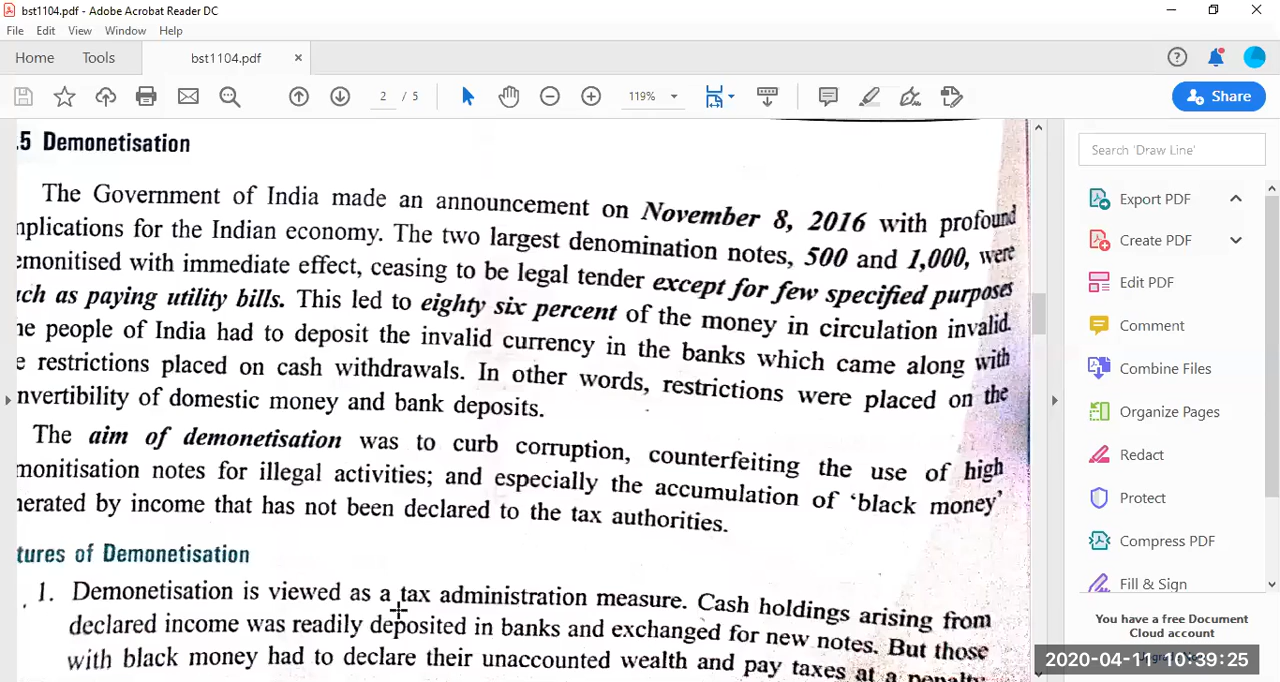 bst1104.pdf - Adobe Acrobat Reader DC
File Edit View Window Help
Home Tools bst1104.pdf ×
2 / 5 119% Share
.5 Demonetisation
The Government of India made an announcement on November 8, 2016 with profound
nplications for the Indian economy. The two largest denomination notes, 500 and 1,000, were
emonitised with immediate effect, ceasing to be legal tender except for few specified purposes
uch as paying utility bills. This led to eighty six percent of the money in circulation invalid.
he people of India had to deposit the invalid currency in the banks which came along with
e restrictions placed on cash withdrawals. In other words, restrictions were placed on the
nvertibility of domestic money and bank deposits.
The aim of demonetisation was to curb corruption, counterfeiting the use of high
monitisation notes for illegal activities; and especially the accumulation of ‘black money’
nerated by income that has not been declared to the tax authorities.
tures of Demonetisation
1. Demonetisation is viewed as a tax administration measure. Cash holdings arising from
declared income was readily deposited in banks and exchanged for new notes. But those
with black money had to declare their unaccounted wealth and pay taxes at a penalty
Search 'Draw Line'
Export PDF
Create PDF
Edit PDF
Comment
Combine Files
Organize Pages
Redact
Protect
Compress PDF
Fill & Sign
You have a free Document
Cloud account
2020-04-11 10:39:25